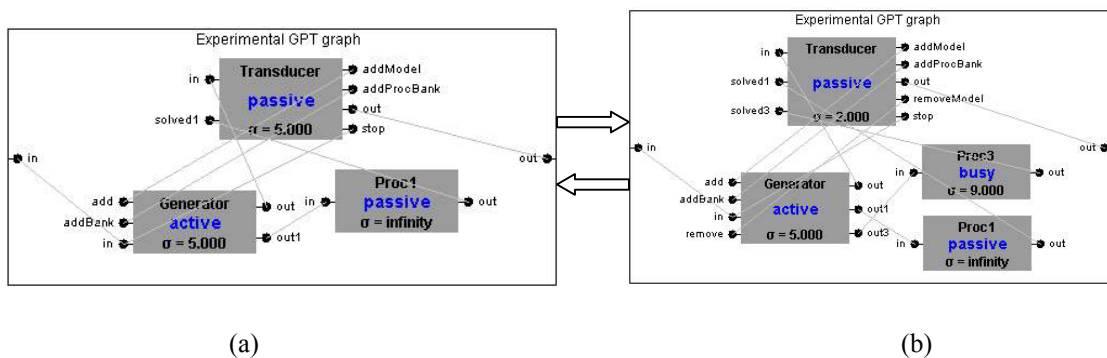 Experimental GPT graph
in
solved1
Transducer
passive
σ = 5.000
addModel
addProcBank
out
stop
in
out
add
addBank
in
Generator
active
σ = 5.000
out
out1
in
Proc1
passive
σ = infinity
out
(a)
Experimental GPT graph
in
solved1
solved3
Transducer
passive
σ = 2.000
addModel
addProcBank
out
removeModel
stop
in
out
add
addBank
in
remove
Generator
active
σ = 5.000
out
out1
out3
in
Proc3
busy
σ = 9.000
out
in
Proc1
passive
σ = infinity
out
(b)